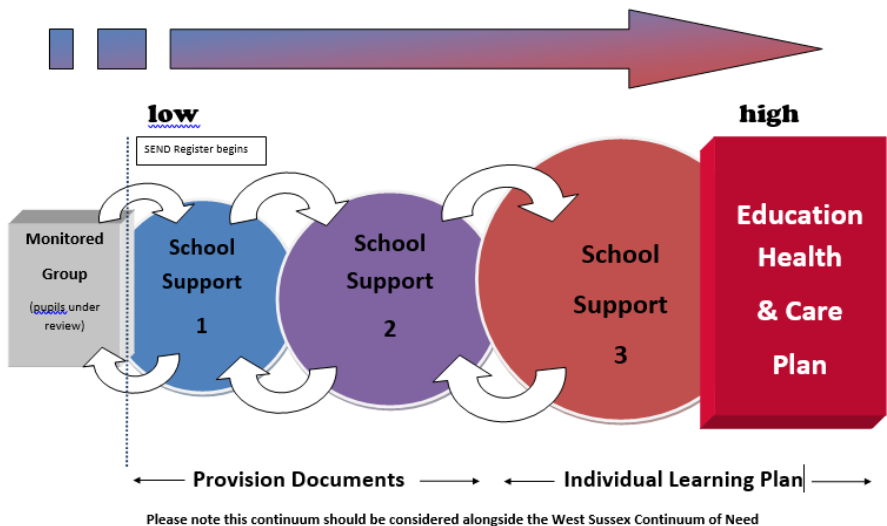 low
high
SEND Register begins
Monitored
Group
(pupils under
review)
School
Support
1
School
Support
2
School
Support
3
Education
Health
& Care
Plan
Provision Documents
Individual Learning Plan
Please note this continuum should be considered alongside the West Sussex Continuum of Need